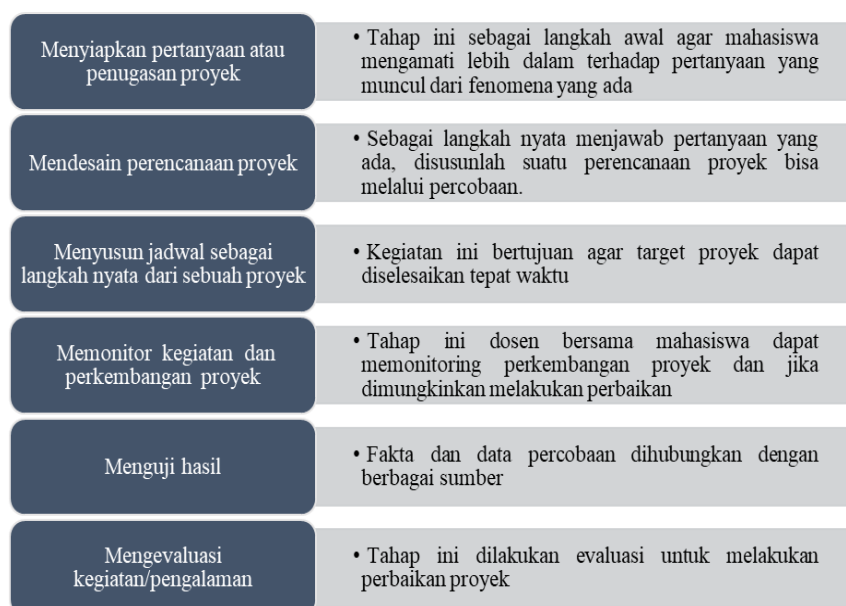 Menyiapkan pertanyaan atau
penugasan proyek
• Tahap ini sebagai langkah awal agar mahasiswa
mengamati lebih dalam terhadap pertanyaan yang
muncul dari fenomena yang ada
Mendesain perencanaan proyek
• Sebagai langkah nyata menjawab pertanyaan yang
ada, disusunlah suatu perencanaan proyek bisa
melalui percobaan.
Menyusun jadwal sebagai
langkah nyata dari sebuah proyek
• Kegiatan ini bertujuan agar target proyek dapat
diselesaikan tepat waktu
Memonitor kegiatan dan
perkembangan proyek
• Tahap ini dosen bersama mahasiswa dapat
memonitoring perkembangan proyek dan jika
dimungkinkan melakukan perbaikan
Menguji hasil
• Fakta dan data percobaan dihubungkan dengan
berbagai sumber
Mengevaluasi
kegiatan/pengalaman
• Tahap ini dilakukan evaluasi untuk melakukan
perbaikan proyek